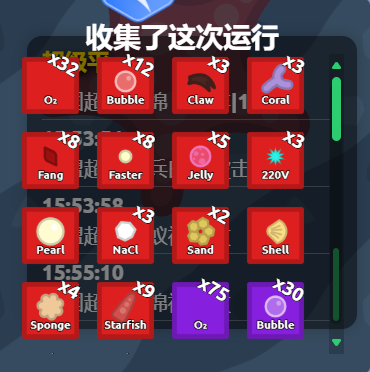 收集了这次运行
x32 x12 x3 x3
O₂ Bubble Claw Coral
x8 x8 x5 x3
Fang Faster Jelly 220V
15:53:58
x3 x2
Pearl NaCl Sand Shell
15:55:10
x4 x9 x75 x30
Sponge Starfish O₂ Bubble